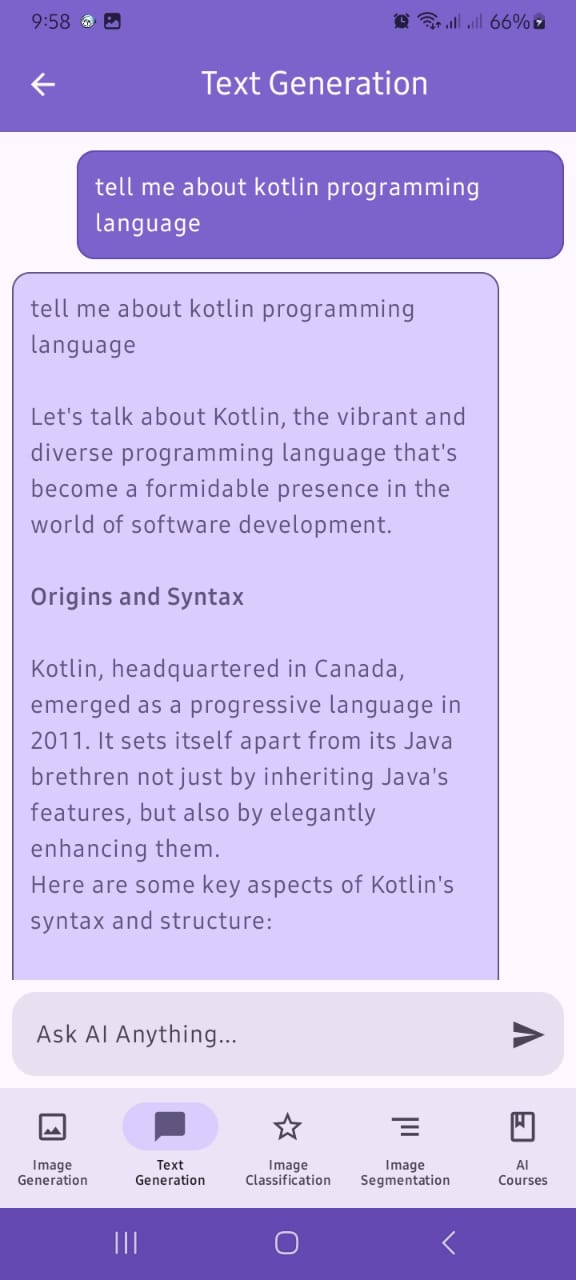 9:58
66%
Text Generation
tell me about kotlin programming
language
tell me about kotlin programming
language
Let's talk about Kotlin, the vibrant and
diverse programming language that's
become a formidable presence in the
world of software development.
Origins and Syntax
Kotlin, headquartered in Canada,
emerged as a progressive language in
2011. It sets itself apart from its Java
brethren not just by inheriting Java's
features, but also by elegantly
enhancing them.
Here are some key aspects of Kotlin's
syntax and structure:
Ask AI Anything...
Image
Generation
Text
Generation
Image
Classification
Image
Segmentation
AI
Courses